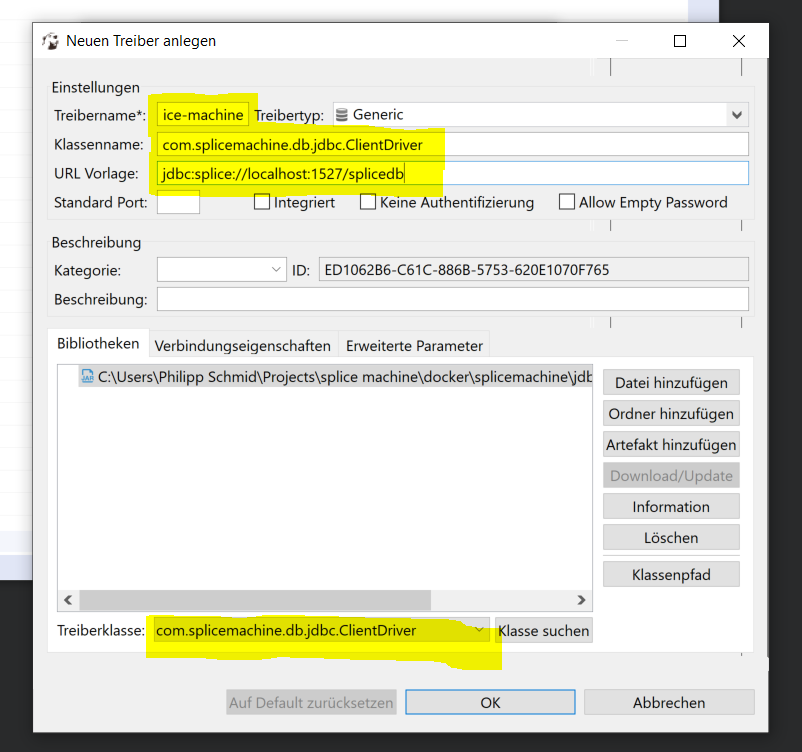 Neuen Treiber anlegen
Einstellungen
Treibername*: ice-machine Treibertyp: Generic
Klassenname: com.splicemachine.db.jdbc.ClientDriver
URL Vorlage: jdbc:splice://localhost:1527/splicedb
Standard Port: Integriert Keine Authentifizierung Allow Empty Password
Beschreibung
Kategorie: ID: ED1062B6-C61C-886B-5753-620E1070F765
Beschreibung:
Bibliotheken Verbindungseigenschaften Erweiterte Parameter
C:\Users\Philipp Schmid\Projects\splice machine\docker\splicemachine\jdb
Datei hinzufügen
Ordner hinzufügen
Artefakt hinzufügen
Download/Update
Information
Löschen
Klassenpfad
Treiberklasse: com.splicemachine.db.jdbc.ClientDriver Klasse suchen
Auf Default zurücksetzen OK Abbrechen